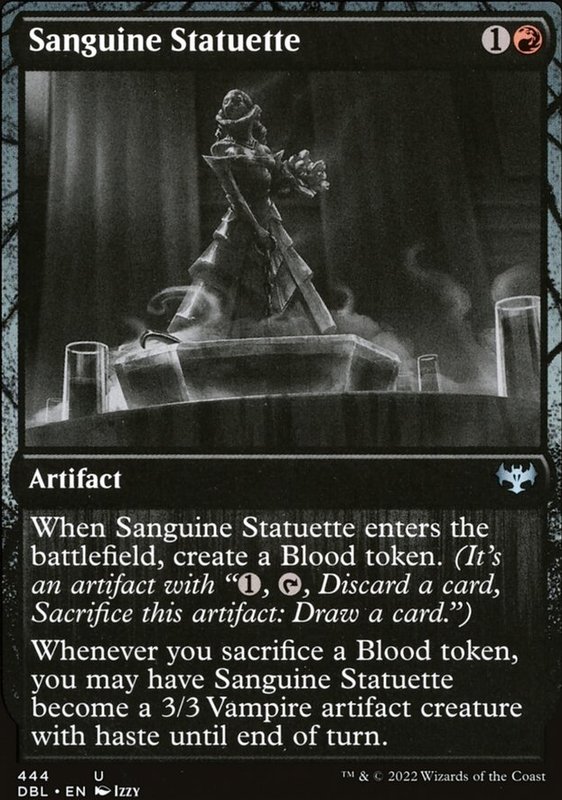 Sanguine Statuette 1
Artifact
When Sanguine Statuette enters the
battlefield, create a Blood token. (It's
an artifact with “1, , Discard a card,
Sacrifice this artifact: Draw a card.”)
Whenever you sacrifice a Blood token,
you may have Sanguine Statuette
become a 3/3 Vampire artifact creature
with haste until end of turn.
444 U
DBL • EN Izzy ™ & © 2022 Wizards of the Coast